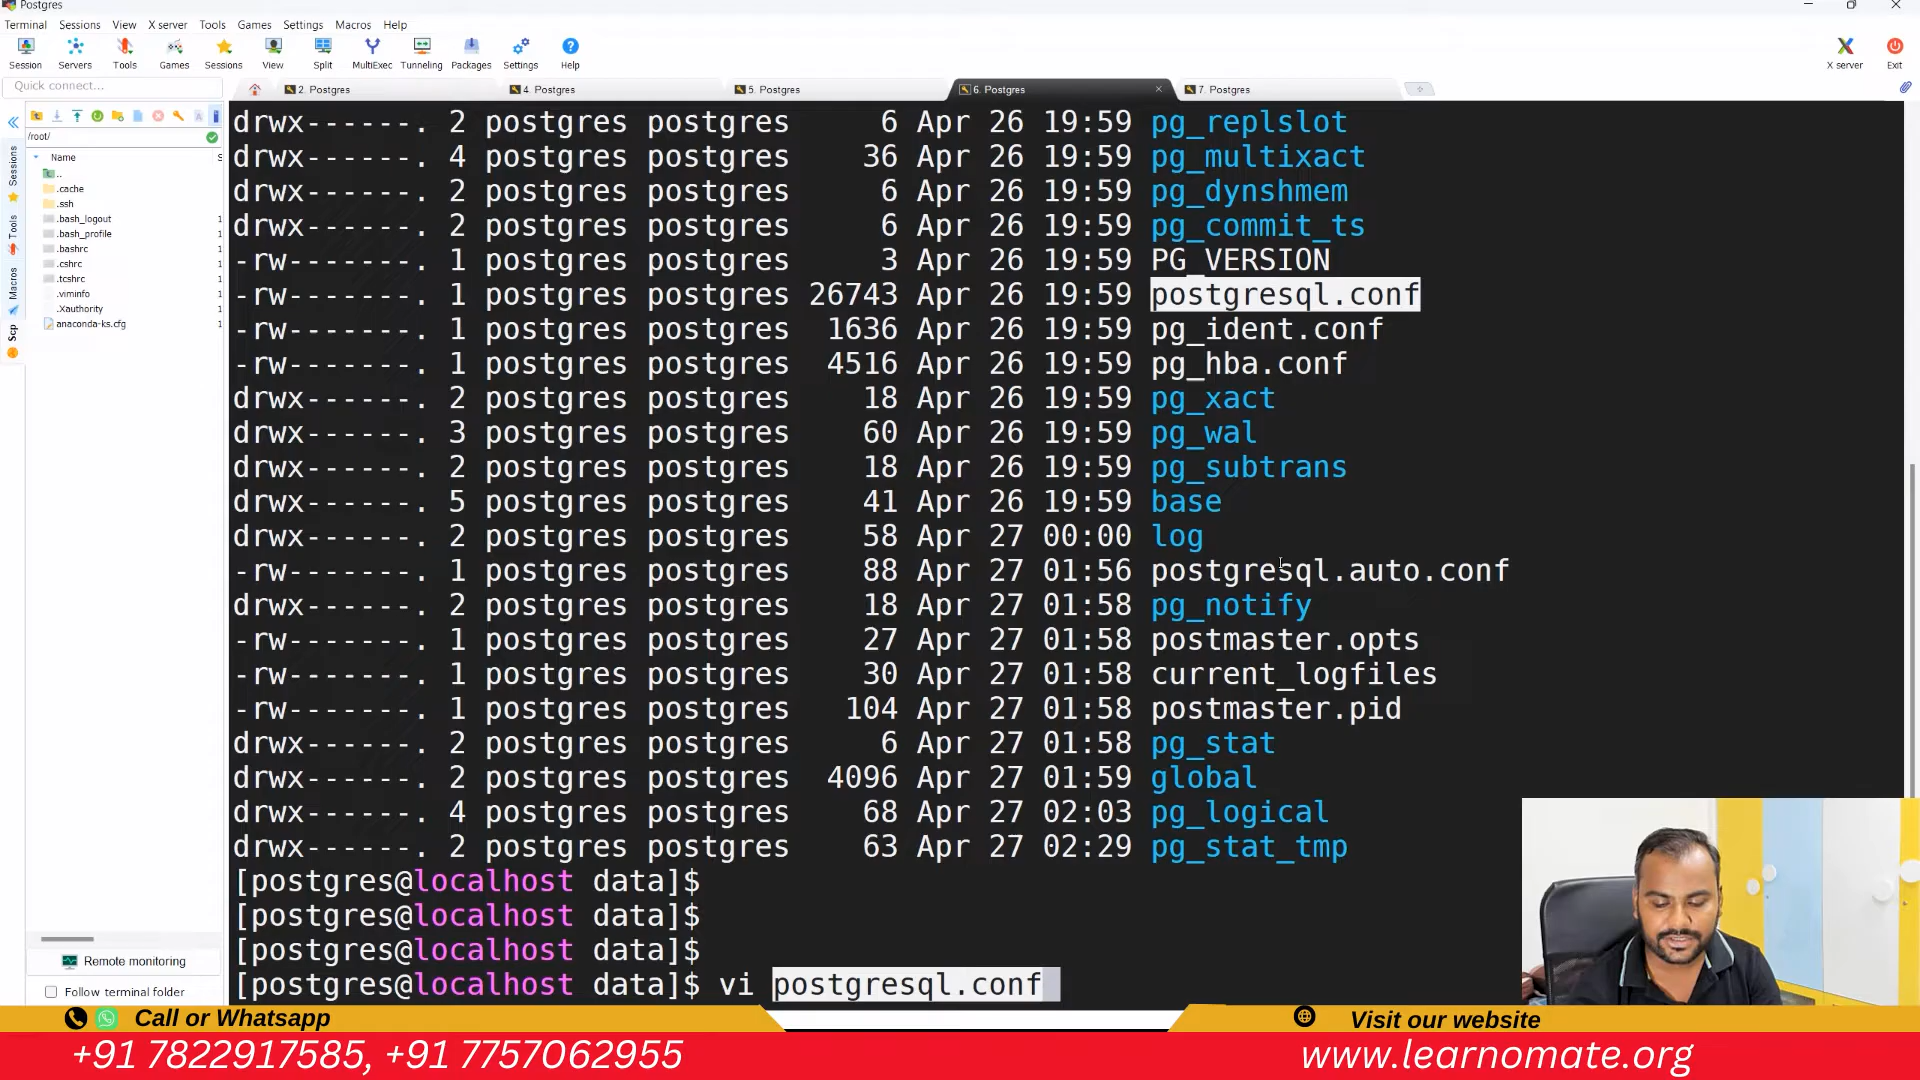 Postgres
Terminal Sessions View X server Tools Games Settings Macros Help
Session Servers Tools Games Sessions View Split MultiExec Tunneling Packages Settings Help X server Exit
Quick connect...
2. Postgres 4. Postgres 5. Postgres 6. Postgres 7. Postgres
/root/
Name S
..
.cache
.ssh
.bash_logout 1
.bash_profile 1
.bashrc 1
.cshrc 1
.tcshrc 1
.viminfo 1
.Xauthority 1
anaconda-ks.cfg 1
Sessions
Tools
Macros
Scp
Remote monitoring
Follow terminal folder
drwx------. 2 postgres postgres 6 Apr 26 19:59 pg_replslot
drwx------. 4 postgres postgres 36 Apr 26 19:59 pg_multixact
drwx------. 2 postgres postgres 6 Apr 26 19:59 pg_dynshmem
drwx------. 2 postgres postgres 6 Apr 26 19:59 pg_commit_ts
-rw-------. 1 postgres postgres 3 Apr 26 19:59 PG_VERSION
-rw-------. 1 postgres postgres 26743 Apr 26 19:59 postgresql.conf
-rw-------. 1 postgres postgres 1636 Apr 26 19:59 pg_ident.conf
-rw-------. 1 postgres postgres 4516 Apr 26 19:59 pg_hba.conf
drwx------. 2 postgres postgres 18 Apr 26 19:59 pg_xact
drwx------. 3 postgres postgres 60 Apr 26 19:59 pg_wal
drwx------. 2 postgres postgres 18 Apr 26 19:59 pg_subtrans
drwx------. 5 postgres postgres 41 Apr 26 19:59 base
drwx------. 2 postgres postgres 58 Apr 27 00:00 log
-rw-------. 1 postgres postgres 88 Apr 27 01:56 postgresql.auto.conf
drwx------. 2 postgres postgres 18 Apr 27 01:58 pg_notify
-rw-------. 1 postgres postgres 27 Apr 27 01:58 postmaster.opts
-rw-------. 1 postgres postgres 30 Apr 27 01:58 current_logfiles
-rw-------. 1 postgres postgres 104 Apr 27 01:58 postmaster.pid
drwx------. 2 postgres postgres 6 Apr 27 01:58 pg_stat
drwx------. 2 postgres postgres 4096 Apr 27 01:59 global
drwx------. 4 postgres postgres 68 Apr 27 02:03 pg_logical
drwx------. 2 postgres postgres 63 Apr 27 02:29 pg_stat_tmp
[postgres@localhost data]$
[postgres@localhost data]$
[postgres@localhost data]$
[postgres@localhost data]$ vi postgresql.conf
Call or Whatsapp
+91 7822917585, +91 7757062955
Visit our website
www.learnomate.org